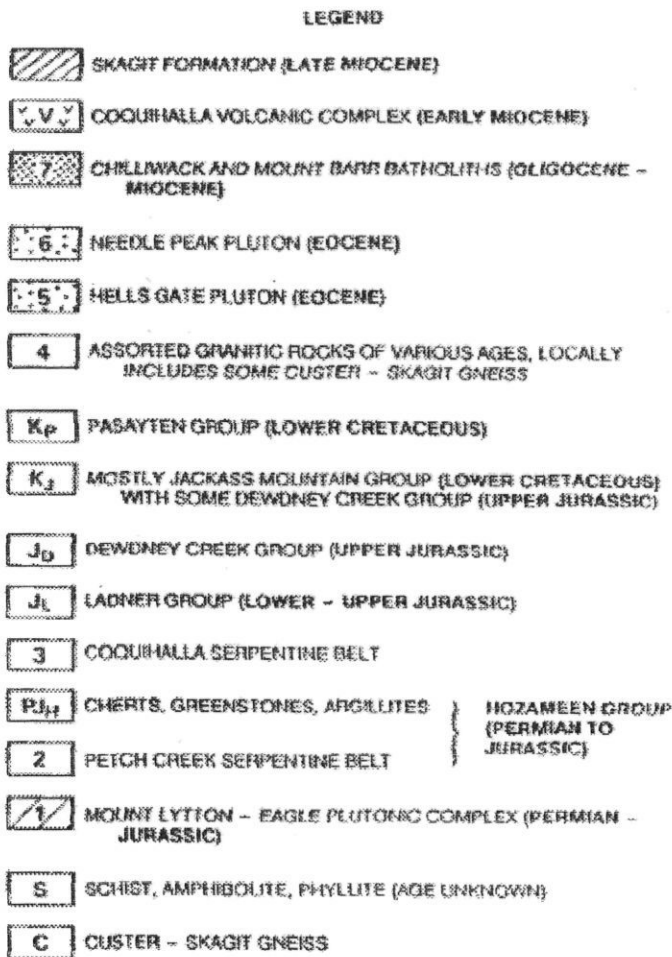 LEGEND
SKAGIT FORMATION (LATE MIOCENE)
V COQUIHALLA VOLCANIC COMPLEX (EARLY MIOCENE)
7 CHILLIWACK AND MOUNT BARR BATHOLITHS (OLIGOCENE –
MIOCENE)
6 NEEDLE PEAK PLUTON (EOCENE)
5 HELLS GATE PLUTON (EOCENE)
4 ASSORTED GRANITIC ROCKS OF VARIOUS AGES, LOCALLY
INCLUDES SOME CUSTER – SKAGIT GNEISS
KP PASAYTEN GROUP (LOWER CRETACEOUS)
KJ MOSTLY JACKASS MOUNTAIN GROUP (LOWER CRETACEOUS)
WITH SOME DEWDNEY CREEK GROUP (UPPER JURASSIC)
JD DEWDNEY CREEK GROUP (UPPER JURASSIC)
JL LADNER GROUP (LOWER – UPPER JURASSIC)
3 COQUIHALLA SERPENTINE BELT
PJH CHERTS, GREENSTONES, ARGILLITES
HOZAMEEN GROUP
(PERMIAN TO
JURASSIC)
2 PETCH CREEK SERPENTINE BELT
1 MOUNT LYTTON – EAGLE PLUTONIC COMPLEX (PERMIAN –
JURASSIC)
S SCHIST, AMPHIBOLITE, PHYLLITE (AGE UNKNOWN)
C CUSTER – SKAGIT GNEISS